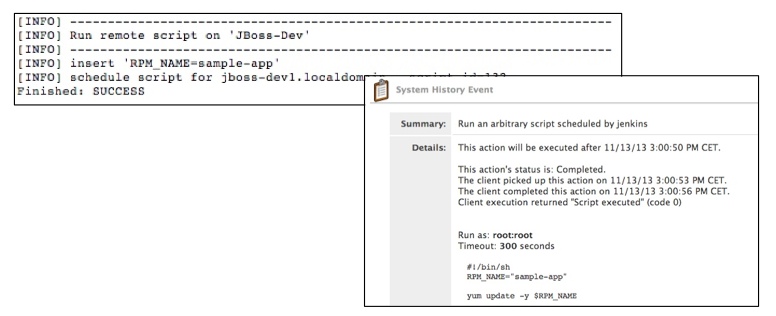 [INFO] ------------------------------------------------------------------------
[INFO] Run remote script on 'JBoss-Dev'
[INFO] ------------------------------------------------------------------------
[INFO] insert 'RPM_NAME=sample-app'
[INFO] schedule script for jboss-dev1.localdomain
Finished: SUCCESS
System History Event
Summary: Run an arbitrary script scheduled by jenkins
Details: This action will be executed after 11/13/13 3:00:50 PM CET.
This action's status is: Completed.
The client picked up this action on 11/13/13 3:00:53 PM CET.
The client completed this action on 11/13/13 3:00:56 PM CET.
Client execution returned "Script executed" (code 0)
Run as: root:root
Timeout: 300 seconds
#!/bin/sh
RPM_NAME="sample-app"
yum update -y $RPM_NAME